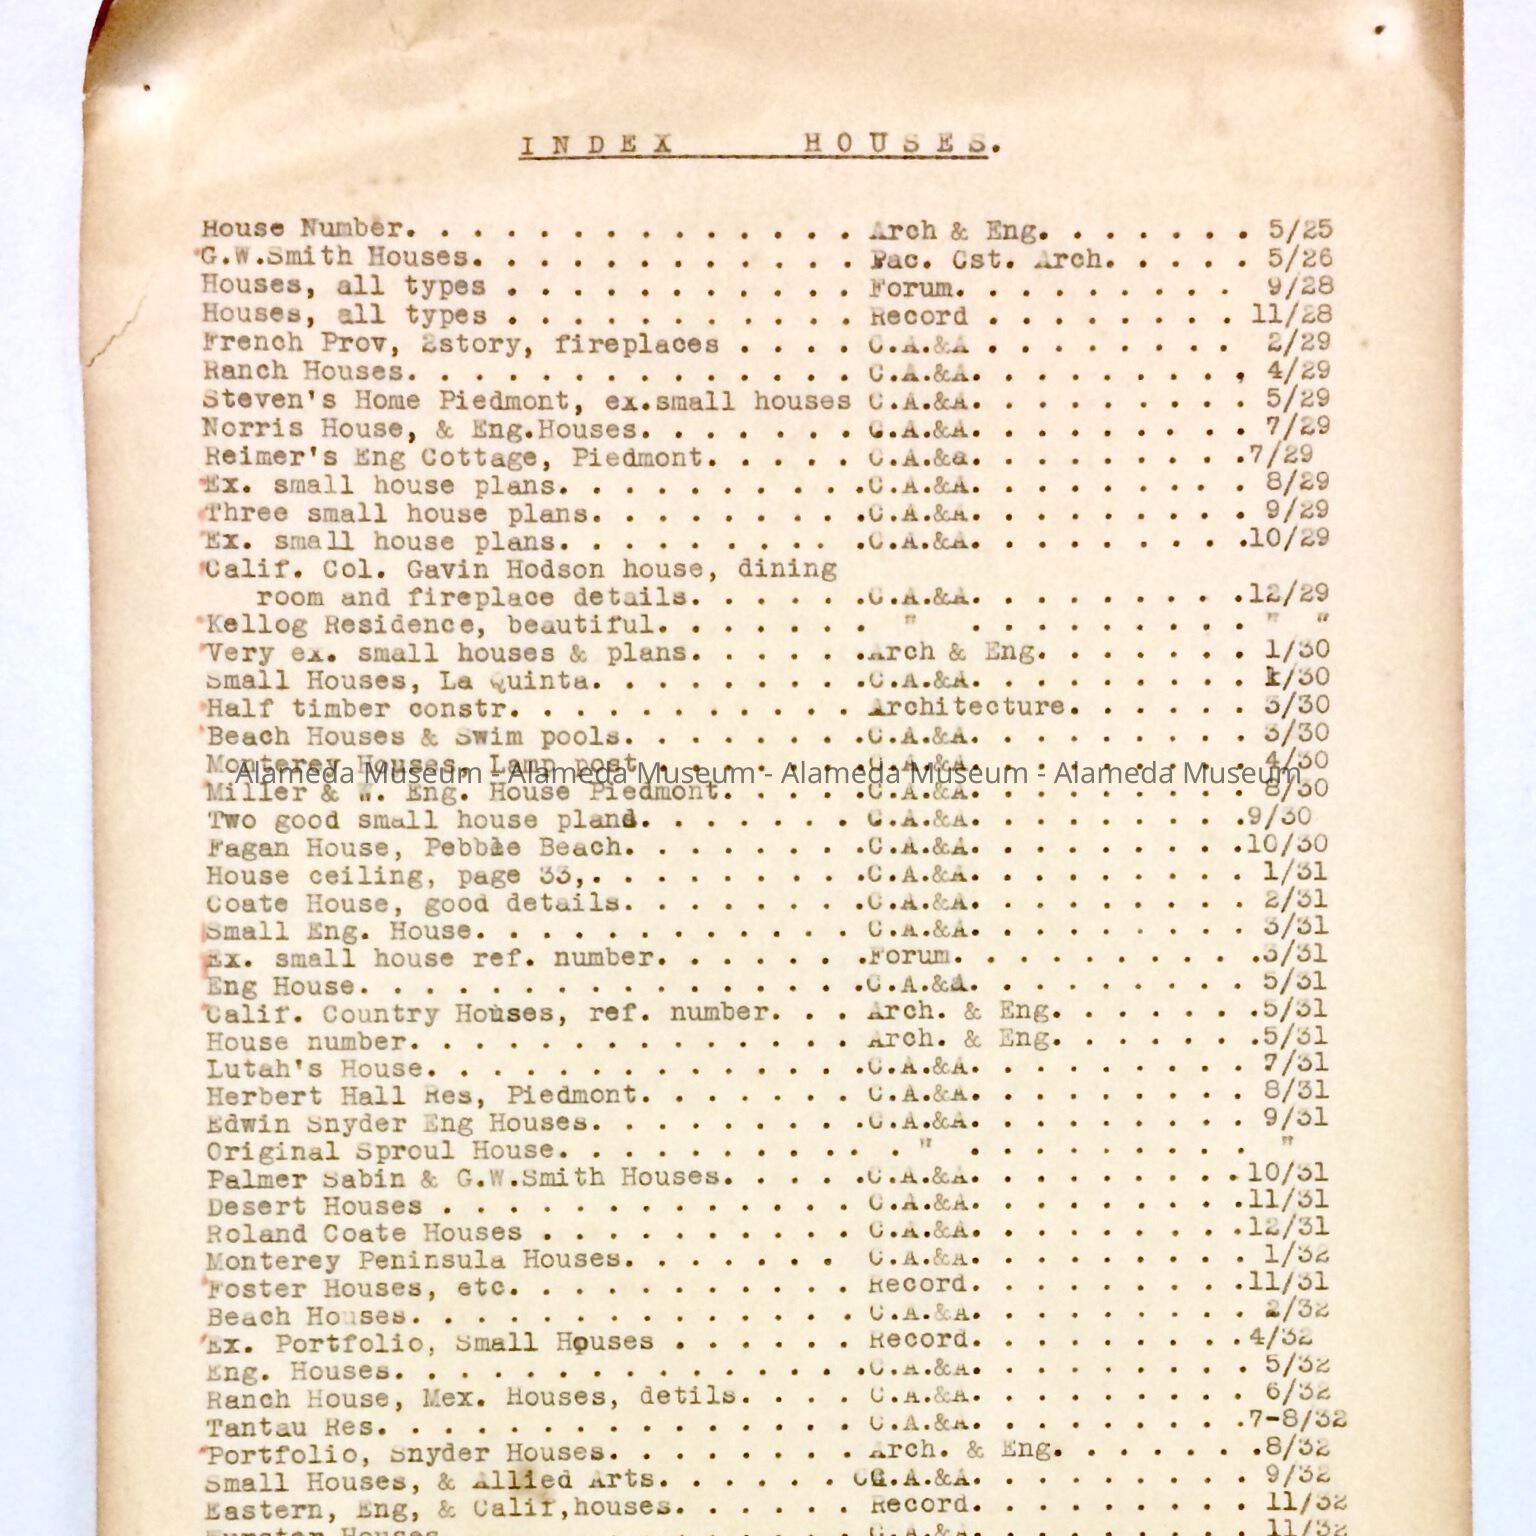 INDEX HOUSES.
House Number. . . . . . . . . . . . . . Arch & Eng. . . . . . . 5/25
G.W.Smith Houses. . . . . . . . . . . . Pac. Cst. Arch. . . . . 5/26
Houses, all types . . . . . . . . . . . Forum. . . . . . . . . 9/28
Houses, all types . . . . . . . . . . . Record . . . . . . . . 11/28
French Prov, 2story, fireplaces . . . . C.A.&A . . . . . . . . 2/29
Ranch Houses. . . . . . . . . . . . . . C.A.&A. . . . . . . . , 4/29
Steven's Home Piedmont, ex.small houses C.A.&A. . . . . . . . . 5/29
Norris House, & Eng.Houses. . . . . . . C.A.&A. . . . . . . . . 7/29
Reimer's Eng Cottage, Piedmont. . . . . C.A.&a. . . . . . . . .7/29
Ex. small house plans. . . . . . . . . .C.A.&A. . . . . . . . . 8/29
Three small house plans. . . . . . . . .C.A.&A. . . . . . . . . 9/29
Ex. small house plans. . . . . . . . . .C.A.&A. . . . . . . . .10/29
Calif. Col. Gavin Hodson house, dining
room and fireplace details. . . . . .C.A.&A. . . . . . . . .12/29
Kellog Residence, beautiful. . . . . . . " . . . . . . . . . " "
Very ex. small houses & plans. . . . . .Arch & Eng. . . . . . . 1/30
Small Houses, La Quinta. . . . . . . . .C.A.&A. . . . . . . . . 1/30
Half timber constr. . . . . . . . . . . Architecture. . . . . . 3/30
Beach Houses & Swim pools. . . . . . . .C.A.&A. . . . . . . . . 3/30
Monterey Houses, Lamp post. . . . . . . C.A.&A. . . . . . . . . 4/30
Alameda Museum - Alameda Museum - Alameda Museum - Alameda Museum
Miller & W. Eng. House Piedmont. . . . .C.A.&A. . . . . . . . . 8/30
Two good small house pland. . . . . . . C.A.&A. . . . . . . . .9/30
Fagan House, Pebble Beach. . . . . . . .C.A.&A. . . . . . . . .10/30
House ceiling, page 33,. . . . . . . . .C.A.&A. . . . . . . . . 1/31
Coate House, good details. . . . . . . .C.A.&A. . . . . . . . . 2/31
Small Eng. House. . . . . . . . . . . . C.A.&A. . . . . . . . . 3/31
Ex. small house ref. number. . . . . . .Forum. . . . . . . . . .3/31
Eng House. . . . . . . . . . . . . . . .C.A.&A. . . . . . . . . 5/31
Calif. Country Houses, ref. number. . . Arch. & Eng. . . . . . .5/31
House number. . . . . . . . . . . . . . Arch. & Eng. . . . . . .5/31
Lutah's House. . . . . . . . . . . . . .C.A.&A. . . . . . . . . 7/31
Herbert Hall Res, Piedmont. . . . . . . C.A.&A. . . . . . . . . 8/31
Edwin Snyder Eng Houses. . . . . . . . .C.A.&A. . . . . . . . . 9/31
Original Sproul House. . . . . . . . . . . " . . . . . . . . . "
Palmer Sabin & G.W.Smith Houses. . . . .C.A.&A. . . . . . . . .10/31
Desert Houses . . . . . . . . . . . . . C.A.&A. . . . . . . . .11/31
Roland Coate Houses . . . . . . . . . . C.A.&A. . . . . . . . .12/31
Monterey Peninsula Houses. . . . . . . C.A.&A. . . . . . . . . 1/32
Foster Houses, etc. . . . . . . . . . . Record. . . . . . . . .11/31
Beach Houses. . . . . . . . . . . . . . C.A.&A. . . . . . . . . 2/32
Ex. Portfolio, Small Houses . . . . . . Record. . . . . . . . .4/32
Eng. Houses. . . . . . . . . . . . . . .C.A.&A. . . . . . . . . 5/32
Ranch House, Mex. Houses, detils. . . . C.A.&A. . . . . . . . . 6/32
Tantau Res. . . . . . . . . . . . . . . C.A.&A. . . . . . . . .7-8/32
Portfolio, Snyder Houses. . . . . . . . Arch. & Eng. . . . . . .8/32
Small Houses, & Allied Arts. . . . . . CC.A.&A. . . . . . . . . 9/32
Eastern, Eng, & Calif,houses. . . . . . Record. . . . . . . . . 11/32
Houses. . . . . . . . . . . . . C.A.&A. . . . . . . . . 11/32